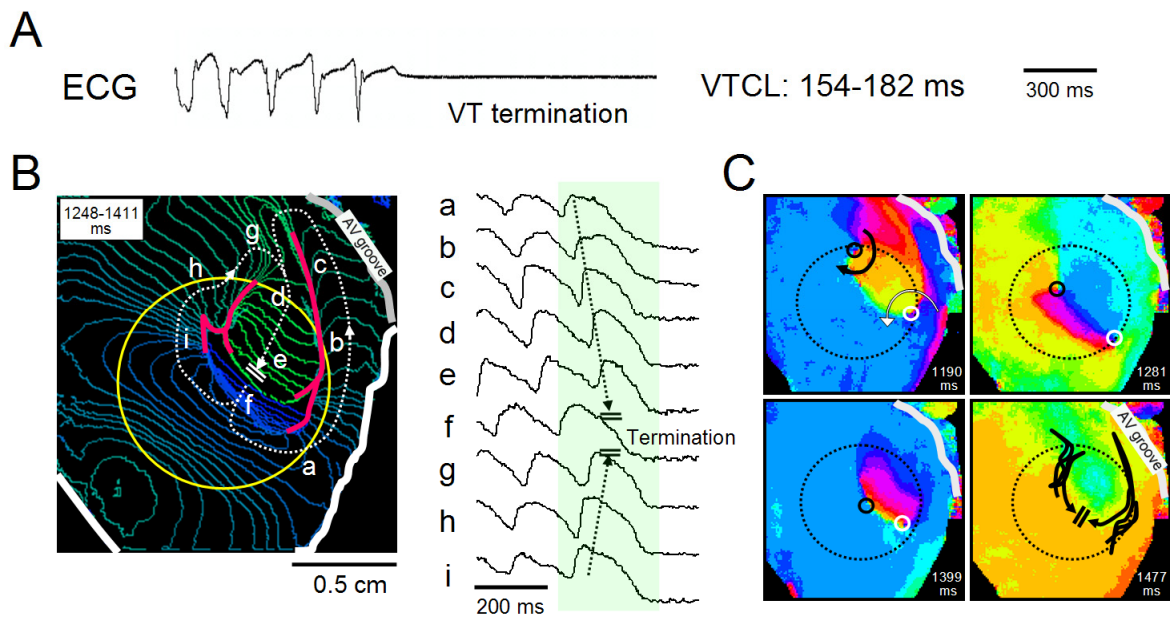 A
ECG
VT termination
VTCL: 154-182 ms
300 ms
B
1248-1411
ms
AV groove
g
h
c
d
i
b
e
f
a
0.5 cm
a
b
c
d
e
f
g
h
i
Termination
200 ms
C
1190
ms
1281
ms
1399
ms
AV groove
1477
ms